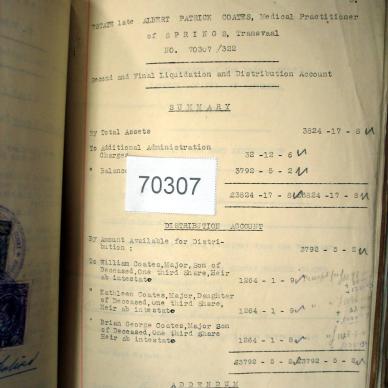 ESTATE late ALBERT PATRICK COATES, Medical Practitioner
of SPRINGS, Transvaal
NO. 70307/322
Second and Final Liquidation and Distribution Account
SUMMARY
By Total Assets 3824 -17 - 8
To Additional Administration
Charges 32 -12 - 6
" Balance 3792 - 5 - 2
£3824 -17 - 8 £3824 -17 - 8
70307
DISTRIBUTION ACCOUNT
By Amount Available for Distri-
bution : 3792 - 5 - 2
To William Coates, Major, Son of
Deceased, One third Share, Heir
ab intestato 1264 - 1 - 9
" Kathleen Coates, Major, Daughter
of Deceased, one third Share,
Heir ab intestato 1264 - 1 - 9
" Brian George Coates, Major Son
of Deceased, One third Share
Heir ab intestato 1264 - 1 - 8
£3792 - 5 - 2 £3792 - 5 - 2
ADDENDUM